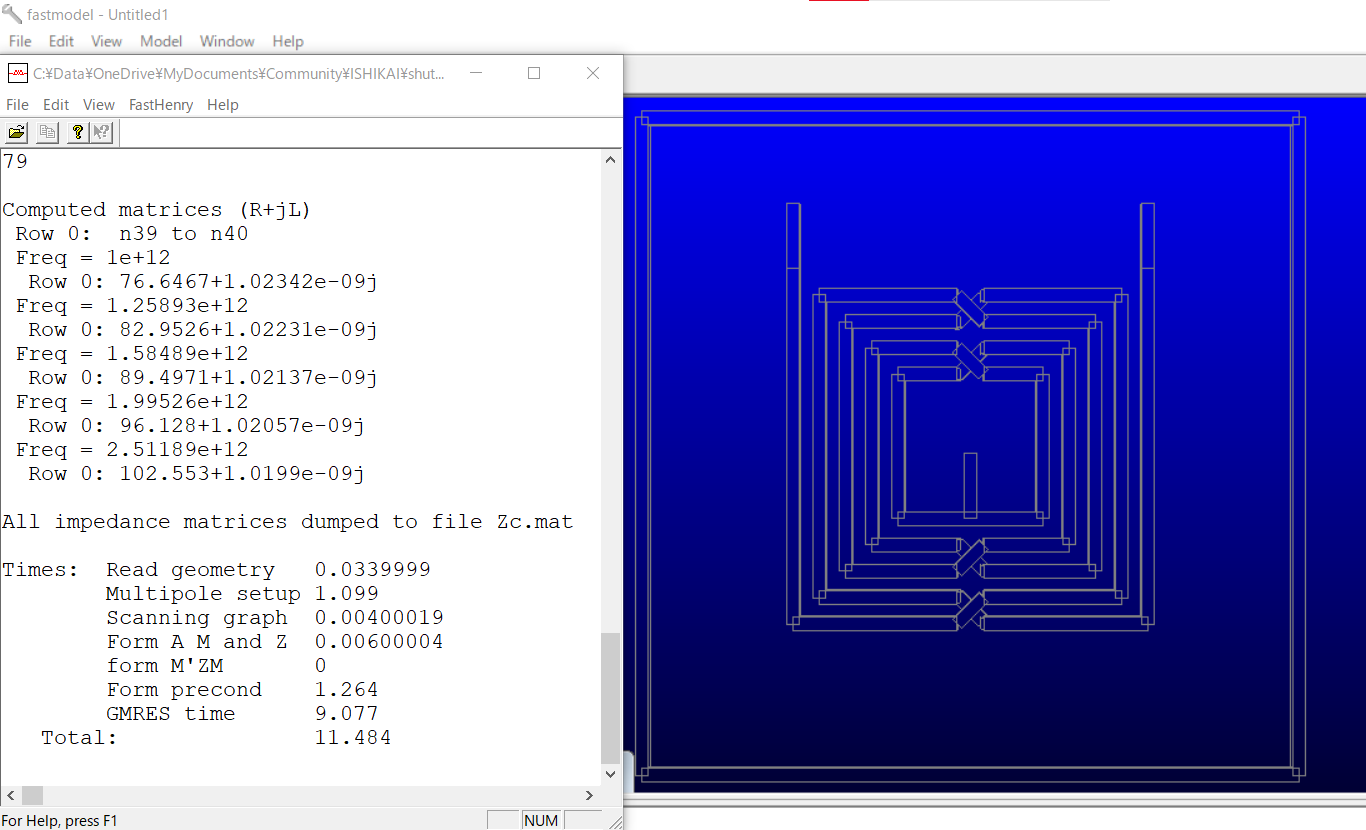 fastmodel - Untitled1
File Edit View Model Window Help
C:¥Data¥OneDrive¥MyDocuments¥Community¥ISHIKAI¥shut...
File Edit View FastHenry Help
79
Computed matrices (R+jL)
Row 0: n39 to n40
Freq = 1e+12
Row 0: 76.6467+1.02342e-09j
Freq = 1.25893e+12
Row 0: 82.9526+1.02231e-09j
Freq = 1.58489e+12
Row 0: 89.4971+1.02137e-09j
Freq = 1.99526e+12
Row 0: 96.128+1.02057e-09j
Freq = 2.51189e+12
Row 0: 102.553+1.0199e-09j
All impedance matrices dumped to file Zc.mat
Times: Read geometry 0.0339999
Multipole setup 1.099
Scanning graph 0.00400019
Form A M and Z 0.00600004
form M'ZM 0
Form precond 1.264
GMRES time 9.077
Total: 11.484
For Help, press F1
NUM